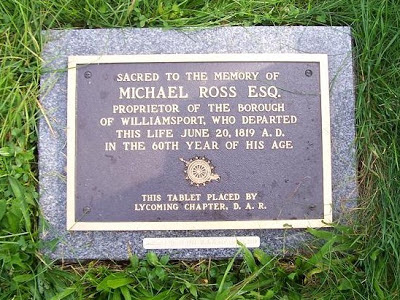 SACRED TO THE MEMORY OF
MICHAEL ROSS ESQ.
PROPRIETOR OF THE BOROUGH
OF WILLIAMSPORT, WHO DEPARTED
THIS LIFE JUNE 20, 1819 A. D.
IN THE 60TH YEAR OF HIS AGE
THIS TABLET PLACED BY
LYCOMING CHAPTER, D. A. R.